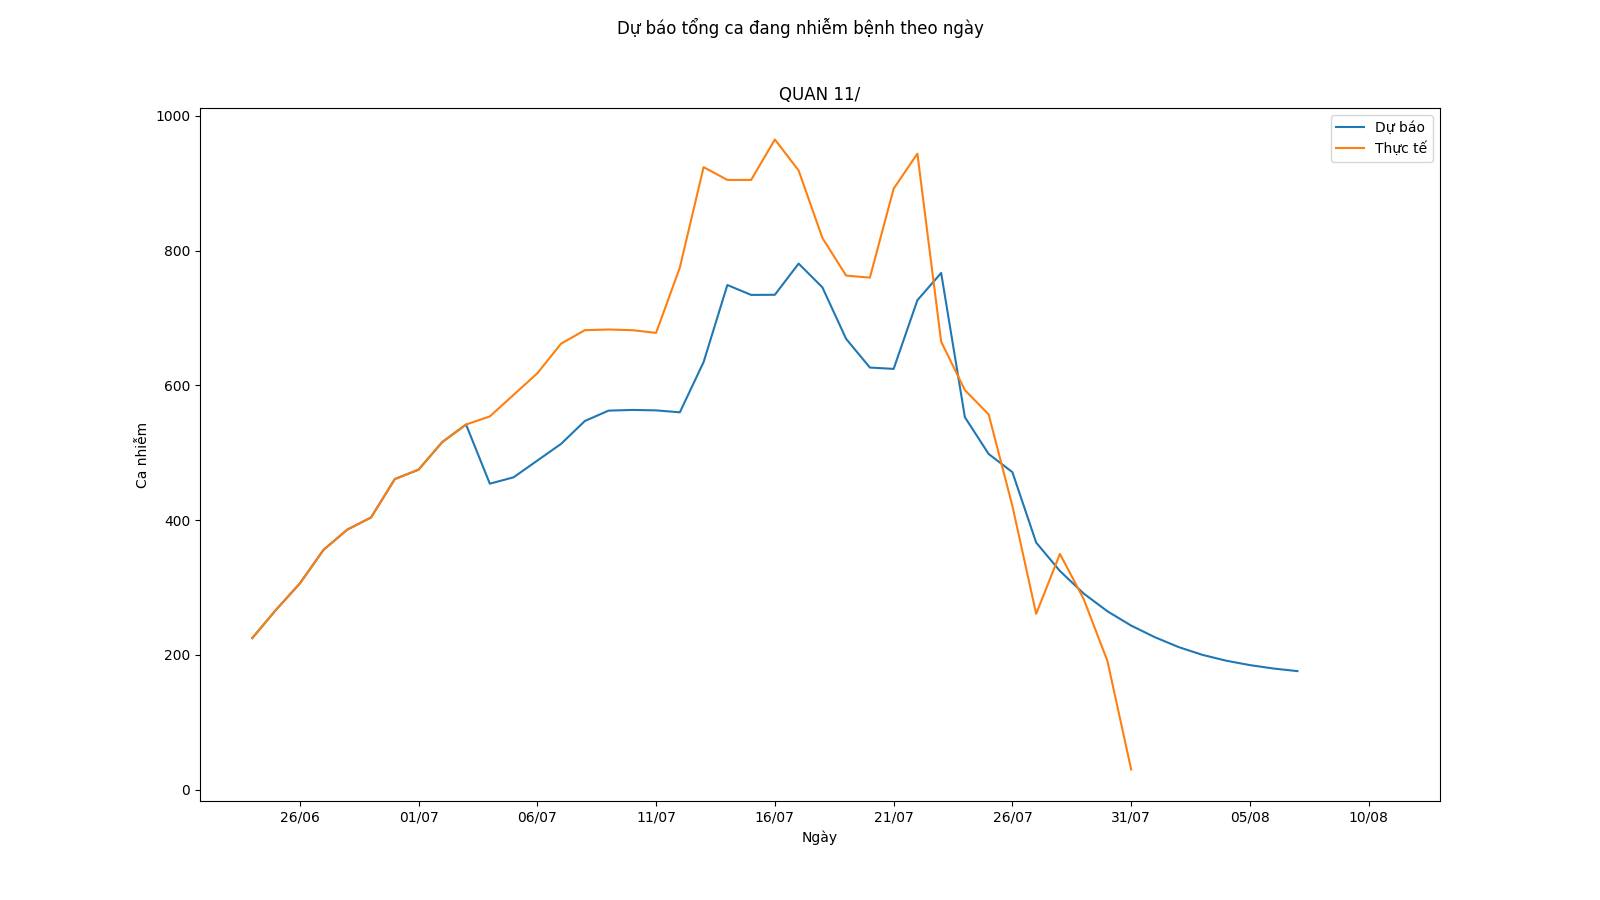 Dự báo tổng ca đang nhiễm bệnh theo ngày
QUAN 11/
Dự báo
Thực tế
Ca nhiễm
1000
800
600
400
200
0
26/06 01/07 06/07 11/07 16/07 21/07 26/07 31/07 05/08 10/08
Ngày